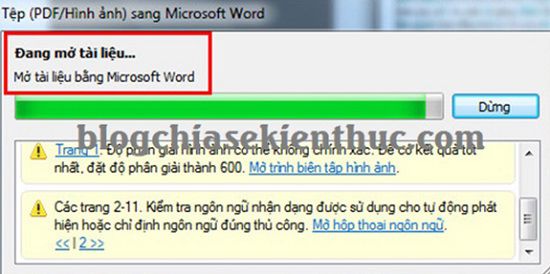 Tệp (PDF/Hình ảnh) sang Microsoft Word
Đang mở tài liệu...
Mở tài liệu bằng Microsoft Word
Dừng
blogchiasekienthuc.com
Trang 1. Độ phân giải hình ảnh có thể không chính xác. Để có kết quả tốt
nhất, đặt độ phân giải thành 600. Mở trình biên tập hình ảnh.
Các trang 2-11. Kiểm tra ngôn ngữ nhận dạng được sử dụng cho tự động phát
hiện hoặc chỉ định ngôn ngữ đúng thủ công. Mở hộp thoại ngôn ngữ.
<< | 2 >>